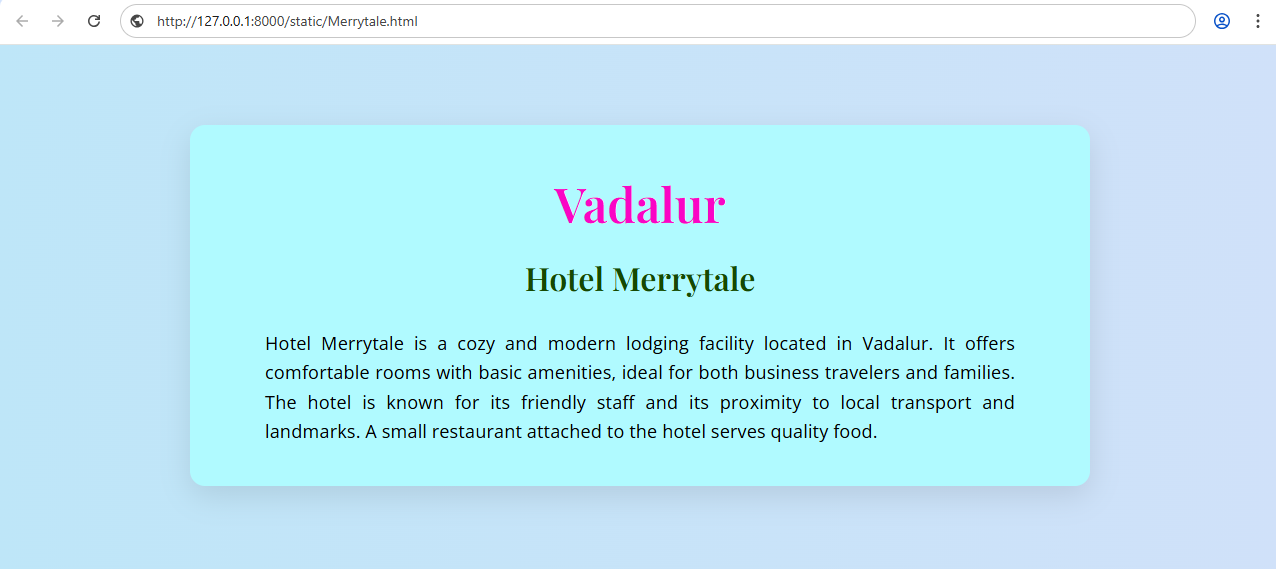 http://127.0.0.1:8000/static/Merrytale.html
Vadalur
Hotel Merrytale
Hotel Merrytale is a cozy and modern lodging facility located in Vadalur. It offers
comfortable rooms with basic amenities, ideal for both business travelers and families.
The hotel is known for its friendly staff and its proximity to local transport and
landmarks. A small restaurant attached to the hotel serves quality food.